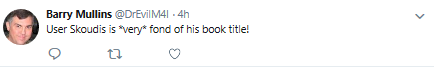 Barry Mullins @DrEvilM4l · 4h
User Skoudis is *very* fond of his book title!